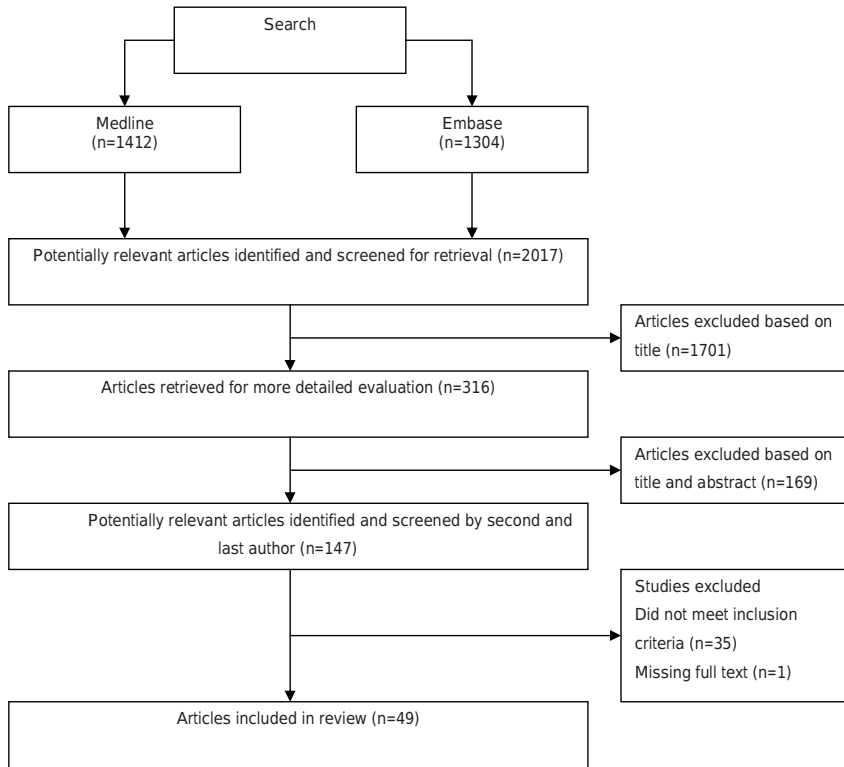 Search
Medline
(n=1412)
Embase
(n=1304)
Potentially relevant articles identified and screened for retrieval (n=2017)
Articles excluded based on
title (n=1701)
Articles retrieved for more detailed evaluation (n=316)
Articles excluded based on
title and abstract (n=169)
Potentially relevant articles identified and screened by second and
last author (n=147)
Studies excluded
Did not meet inclusion
criteria (n=35)
Missing full text (n=1)
Articles included in review (n=49)